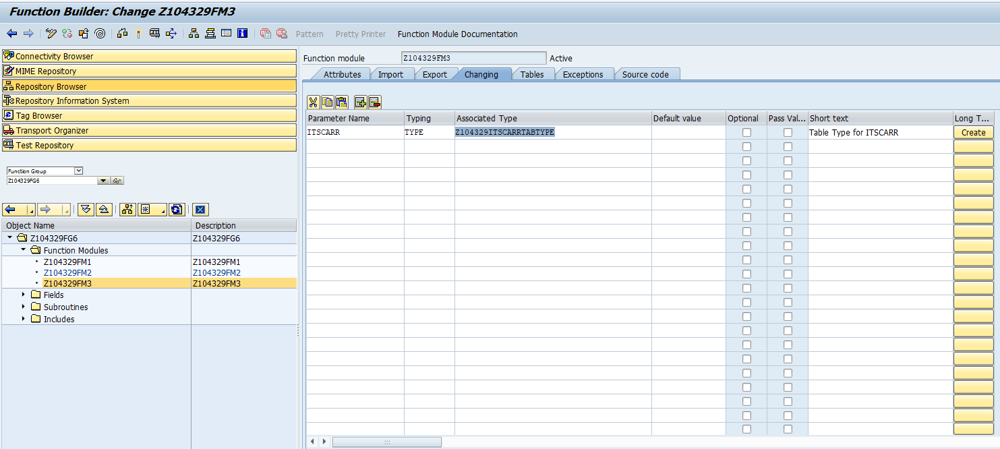 Function Builder: Change Z104329FM3
Pattern Pretty Printer Function Module Documentation
Connectivity Browser
MIME Repository
Repository Browser
Repository Information System
Tag Browser
Transport Organizer
Test Repository
Function Group
Z104329FG6
Object Name Description
Z104329FG6 Z104329FG6
Function Modules
Z104329FM1 Z104329FM1
Z104329FM2 Z104329FM2
Z104329FM3 Z104329FM3
Fields
Subroutines
Includes
Function module Z104329FM3 Active
Attributes Import Export Changing Tables Exceptions Source code
Parameter Name Typing Associated Type Default value Optional Pass Val... Short text Long T...
ITSCARR TYPE Z104329ITSCARRTABTYPE Table Type for ITSCARR Create